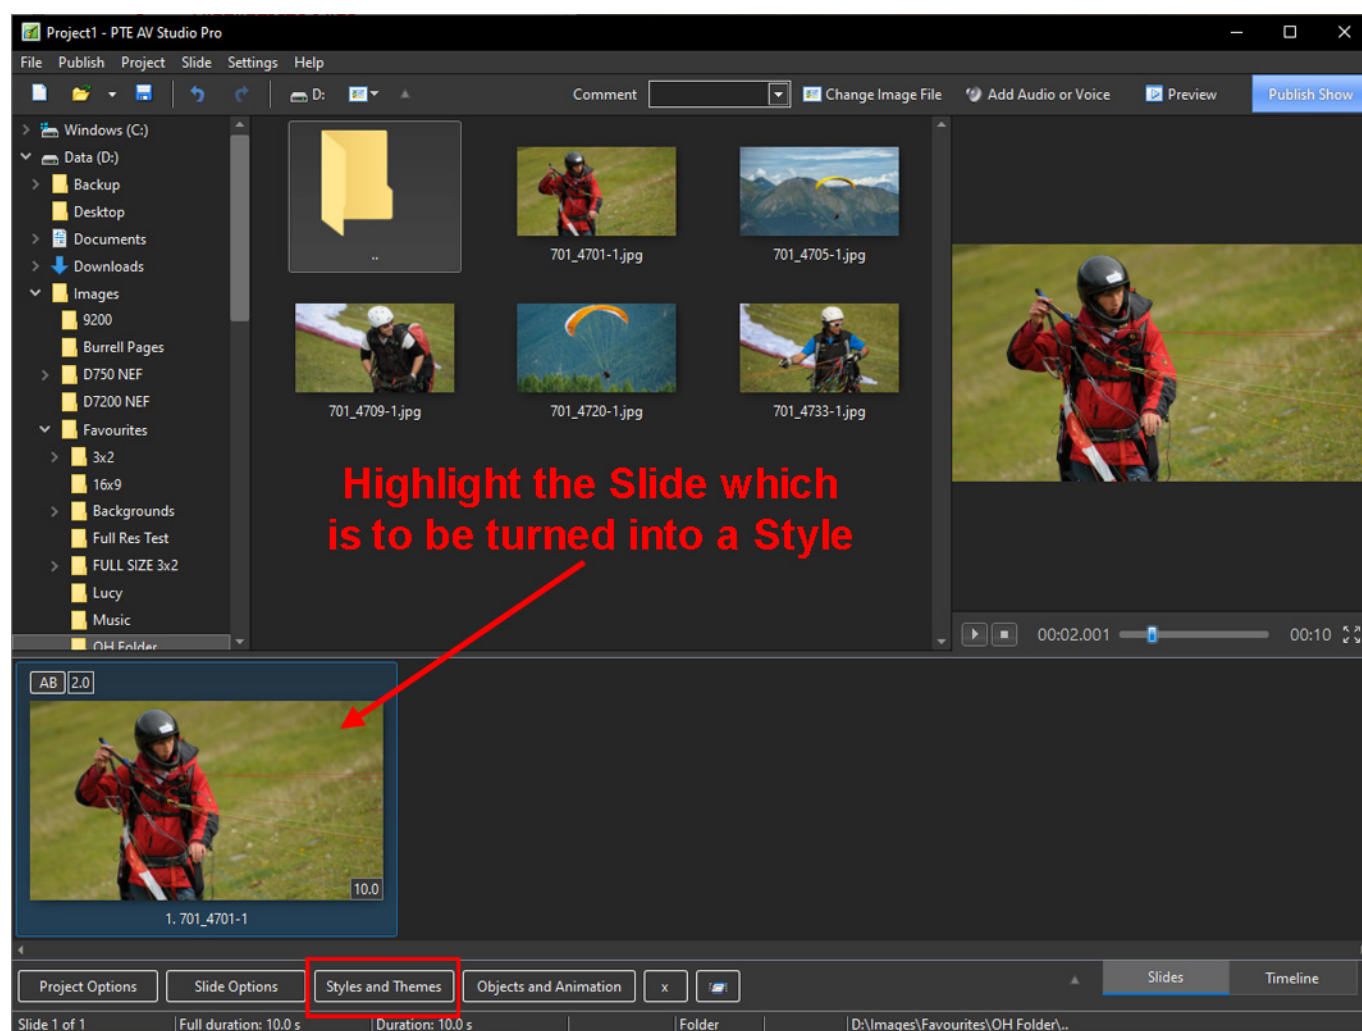 Project1 - PTE AV Studio Pro
File Publish Project Slide Settings Help
D: Comment Change Image File Add Audio or Voice Preview Publish Show
Windows (C:)
Data (D:)
Backup
Desktop
Documents
Downloads
Images
9200
Burrell Pages
D750 NEF
D7200 NEF
Favourites
3x2
16x9
Backgrounds
Full Res Test
FULL SIZE 3x2
Lucy
Music
OH Folder
..
701_4701-1.jpg
701_4705-1.jpg
701_4709-1.jpg
701_4720-1.jpg
701_4733-1.jpg
Highlight the Slide which
is to be turned into a Style
00:02.001 00:10
AB 2.0
10.0
1. 701_4701-1
Project Options Slide Options Styles and Themes Objects and Animation x Slides Timeline
Slide 1 of 1 Full duration: 10.0 s Duration: 10.0 s Folder D:\Images\Favourites\OH Folder\..